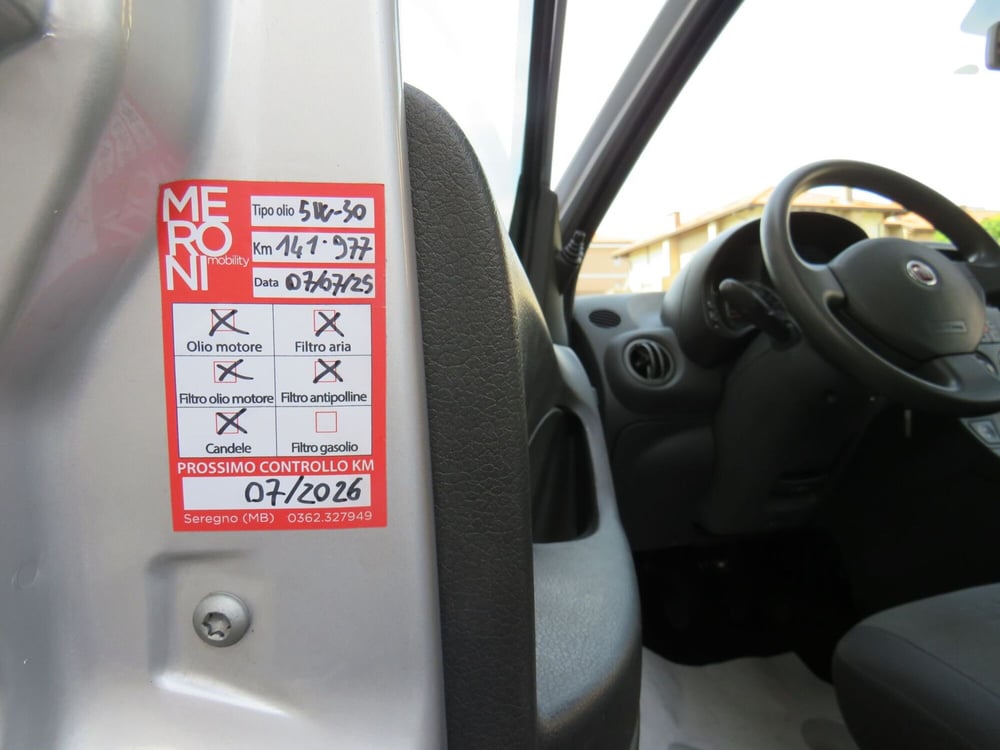 MERONI
mobility
Tipo olio 5W-30
Km 141.977
Data 07/07/25
Olio motore Filtro aria
Filtro olio motore Filtro antipolline
Candele Filtro gasolio
PROSSIMO CONTROLLO KM
07/2026
Seregno (MB) 0362.327949